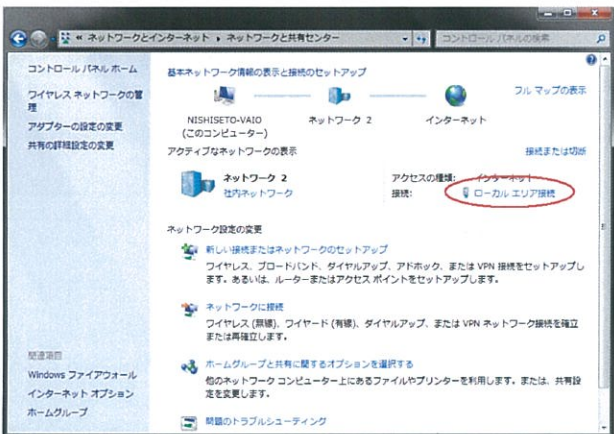 « ネットワークとインターネット ▸ ネットワークと共有センター
コントロール パネルの検索
コントロール パネル ホーム
ワイヤレス ネットワークの管
理
アダプターの設定の変更
共有の詳細設定の変更
基本ネットワーク情報の表示と接続のセットアップ
フル マップの表示
NISHISETO-VAIO
(このコンピューター)
ネットワーク 2
インターネット
アクティブなネットワークの表示
接続または切断
ネットワーク 2
社内ネットワーク
アクセスの種類: インターネット
接続: ローカル エリア接続
ネットワーク設定の変更
新しい接続またはネットワークのセットアップ
ワイヤレス、ブロードバンド、ダイヤルアップ、アドホック、または VPN 接続をセットアップし
ます。あるいは、ルーターまたはアクセス ポイントをセットアップします。
ネットワークに接続
ワイヤレス (無線)、ワイヤード (有線)、ダイヤルアップ、または VPN ネットワーク接続を確立
または再確立します。
ホームグループと共有に関するオプションを選択する
他のネットワーク コンピューター上にあるファイルやプリンターを利用します。または、共有設
定を変更します。
問題のトラブルシューティング
関連項目
Windows ファイアウォール
インターネット オプション
ホームグループ